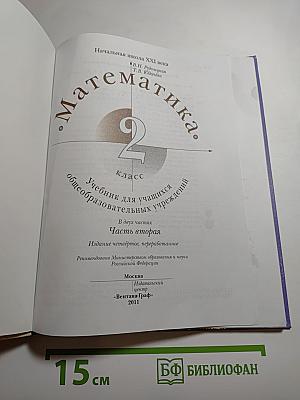 Начальная школа XXI века
В.Н. Рудницкая
Т.В. Юдачёва
• Математика •
2
класс
Учебник для учащихся
общеобразовательных учреждений
В двух частях
Часть вторая
Издание четвёртое, переработанное
Рекомендовано Министерством образования и науки
Российской Федерации
Москва
Издательский
центр
«Вентана-Граф»
2011
15 см
БФ БИБЛИОФАН